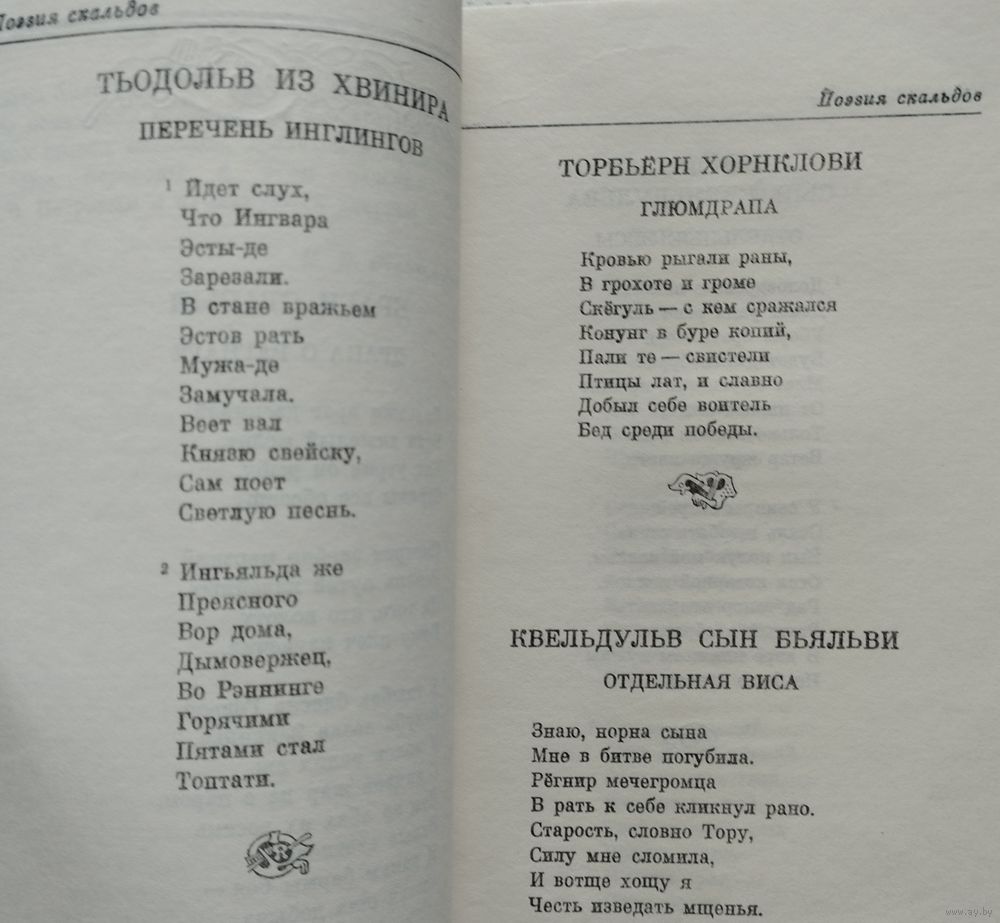 Поэзия скальдов
ТЬОДОЛЬВ ИЗ ХВИНИРА
ПЕРЕЧЕНЬ ИНГЛИНГОВ
1 Йдет слух,
Что Ингвара
Эсты-де
Зарезали.
В стане вражьем
Эстов рать
Мужа-де
Замучала.
Веет вал
Князю свейску,
Сам поет
Светлую песнь.
2 Ингьяльда же
Преясного
Вор дома,
Дымовержец,
Во Рэннинге
Горячими
Пятами стал
Топтати.
Йоэзия скальдов
ТОРБЬЁРН ХОРНКЛОВИ
ГЛЮМДРАПА
Кровью рыгали раны,
В грохоте и громе
Скёгуль — с кем сражался
Конунг в буре копий,
Пали те — свистели
Птицы лат, и славно
Добыл себе воитель
Бед среди победы.
КВЕЛЬДУЛЬВ СЫН БЬЯЛЬВИ
ОТДЕЛЬНАЯ ВИСА
Знаю, норна сына
Мне в битве погубила.
Рёгнир мечегромца
В рать к себе кликнул рано.
Старость, словно Тору,
Силу мне сломила,
И вотще хощу я
Честь изведать мщенья.
www.ay.by